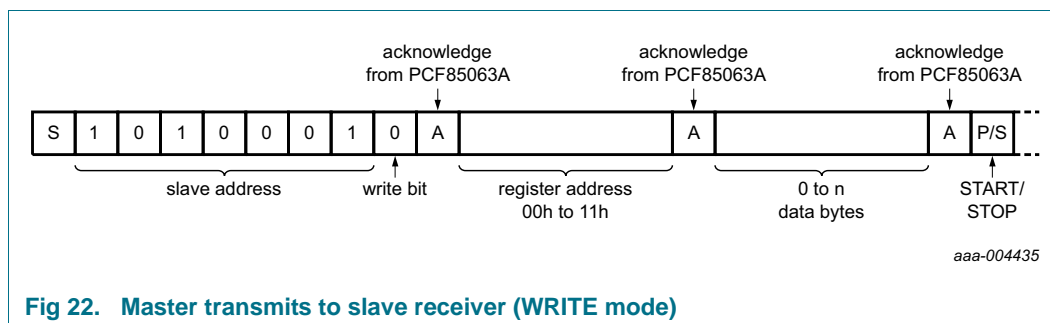 acknowledge
from PCF85063A
acknowledge
from PCF85063A
acknowledge
from PCF85063A
S 1 0 1 0 0 0 1 0 A A A P/S
slave address
write bit
register address
00h to 11h
0 to n
data bytes
START/
STOP
aaa-004435
Fig 22. Master transmits to slave receiver (WRITE mode)